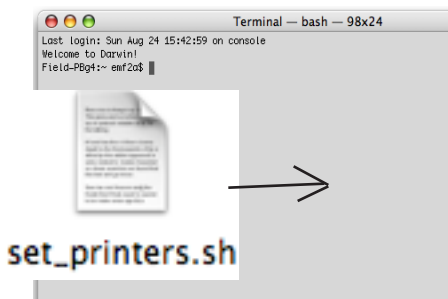 Terminal — bash — 98x24
Last login: Sun Aug 24 15:42:59 on console
Welcome to Darwin!
Field-PBg4:~ emf2a$
set_printers.sh